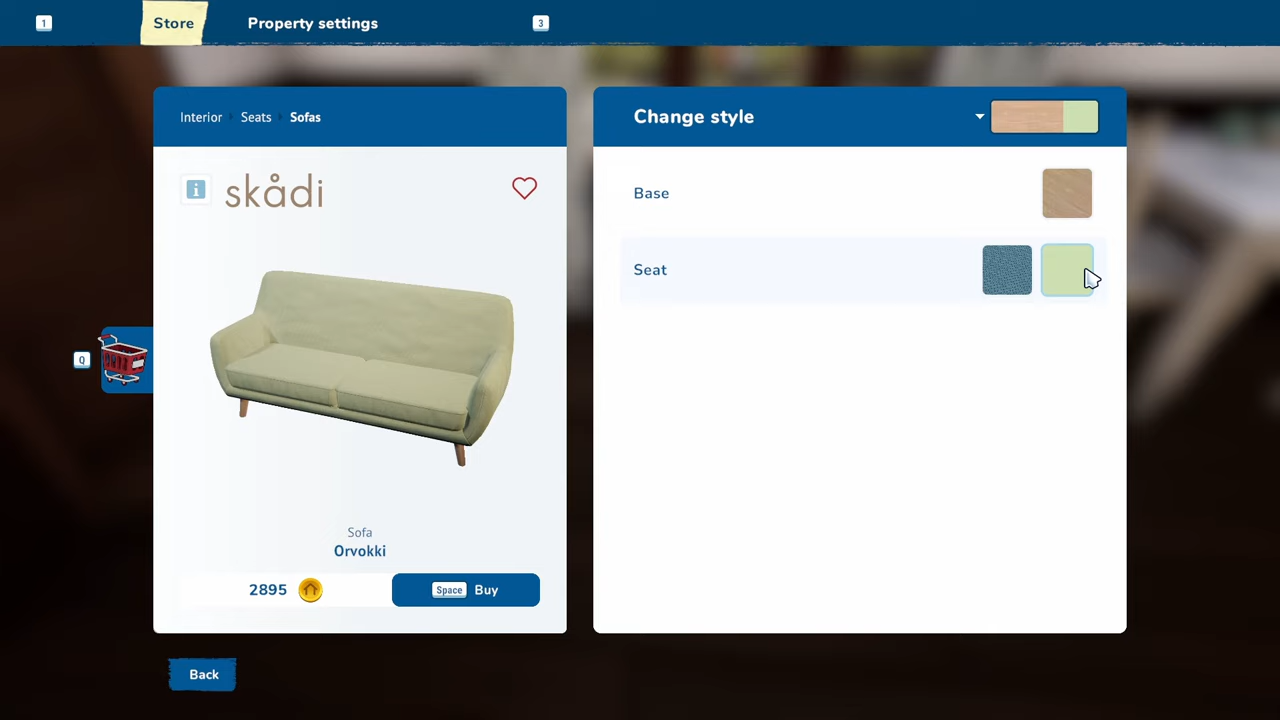 1
Store
Property settings
3
Interior Seats Sofas
i
skådi
Sofa
Orvokki
2895
Space Buy
Q
Back
Change style
Base
Seat